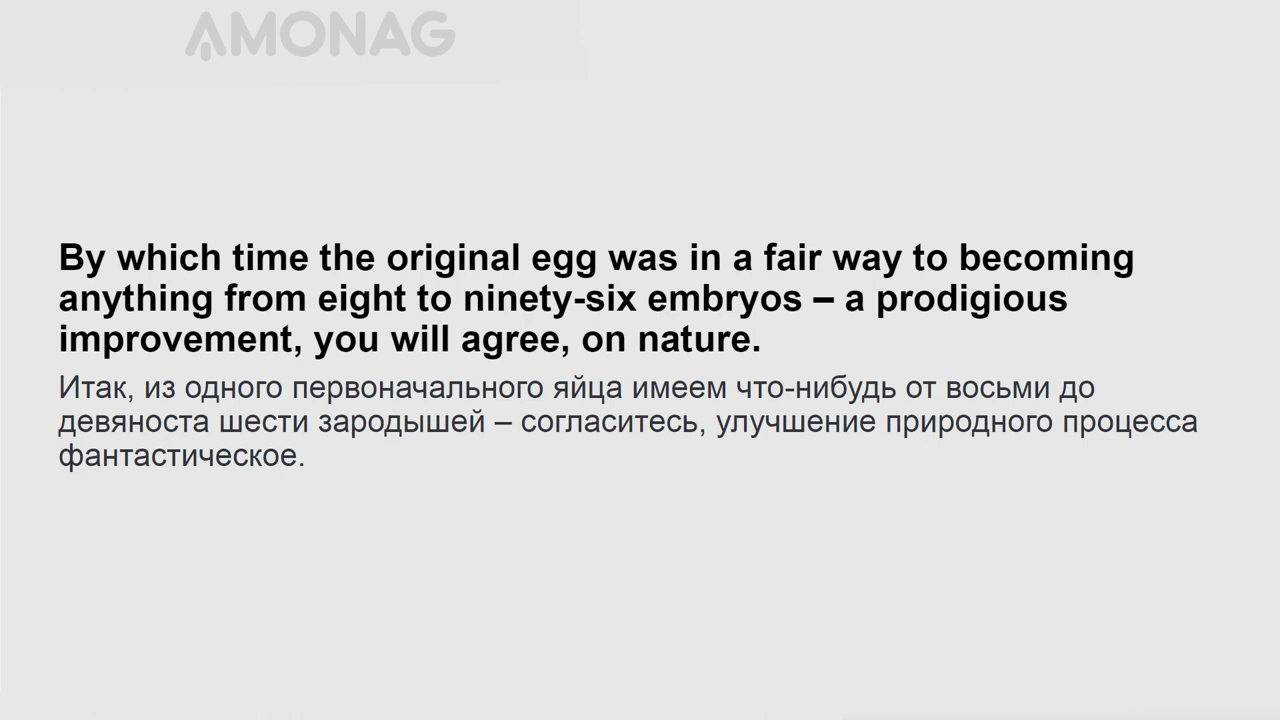 AMONAG
By which time the original egg was in a fair way to becoming
anything from eight to ninety-six embryos – a prodigious
improvement, you will agree, on nature.
Итак, из одного первоначального яйца имеем что-нибудь от восьми до
девяноста шести зародышей – согласитесь, улучшение природного процесса
фантастическое.